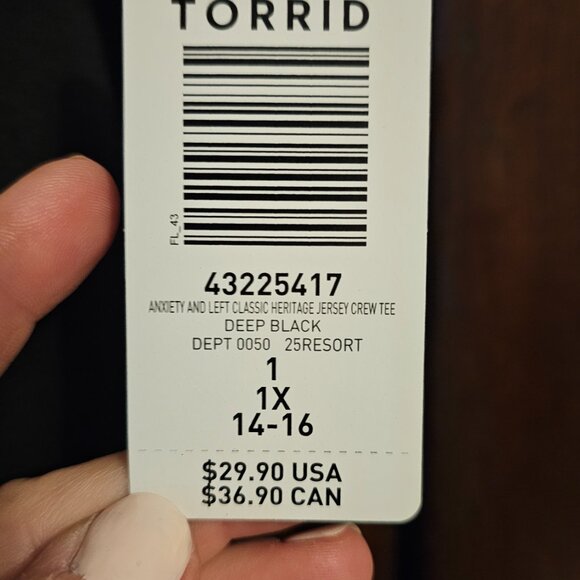 TORRID
FL_43
43225417
ANXIETY AND LEFT CLASSIC HERITAGE JERSEY CREW TEE
DEEP BLACK
DEPT 0050 25RESORT
1
1X
14-16
$29.90 USA
$36.90 CAN